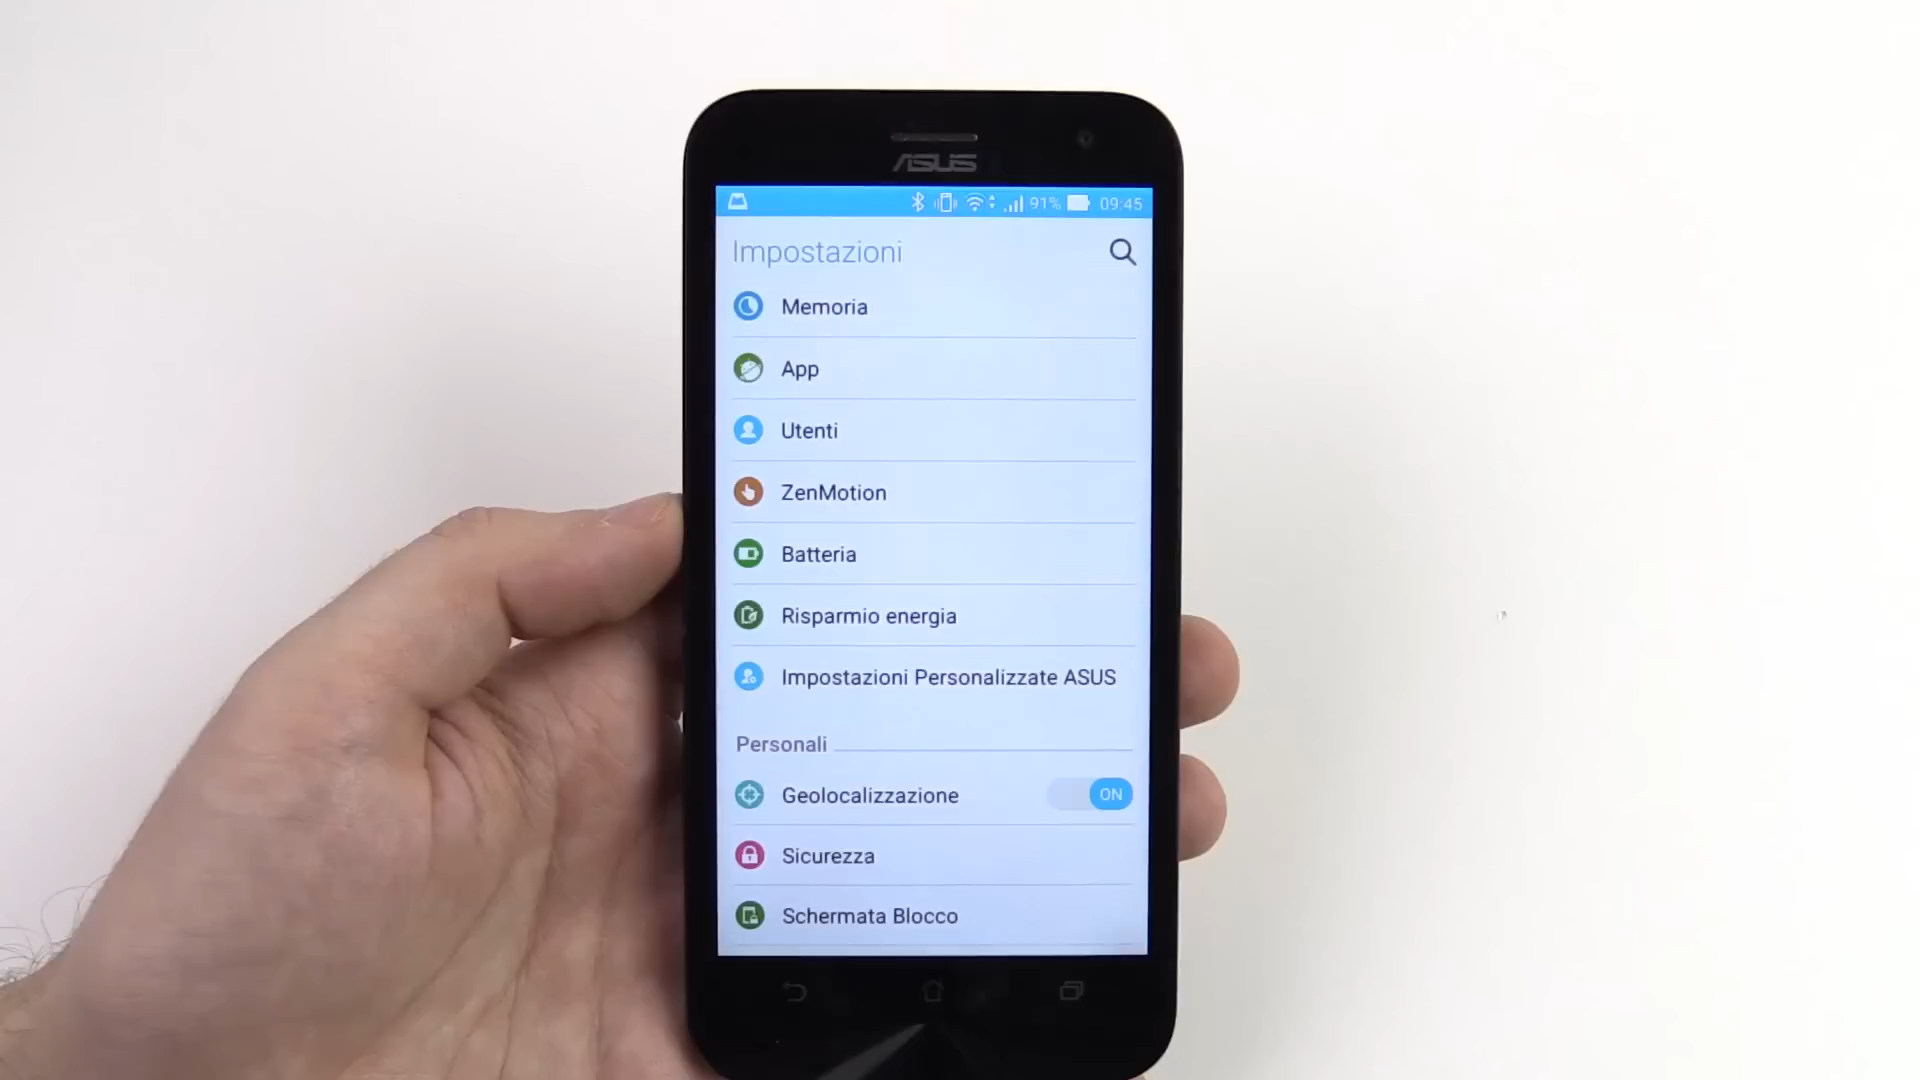 ASUS
91% 09:45
Impostazioni
Memoria
App
Utenti
ZenMotion
Batteria
Risparmio energia
Impostazioni Personalizzate ASUS
Personali
Geolocalizzazione ON
Sicurezza
Schermata Blocco